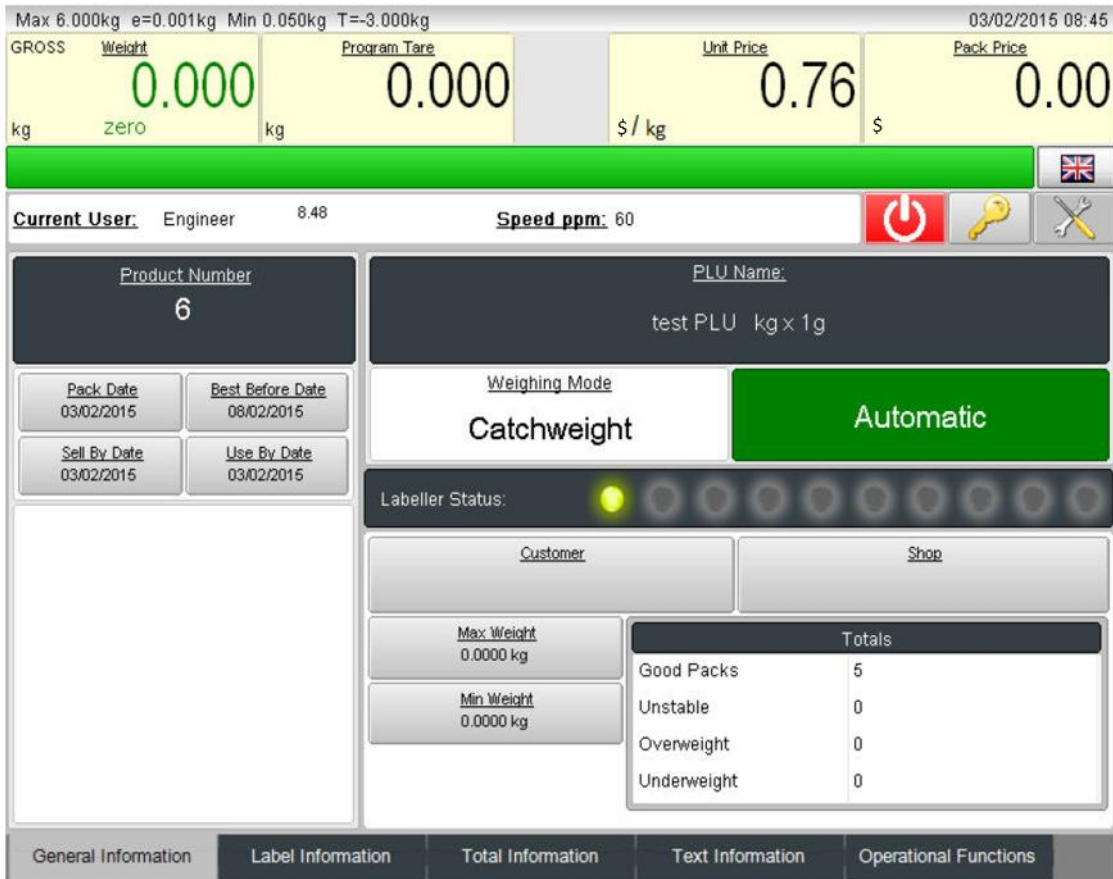 Max 6.000kg e=0.001kg Min 0.050kg T=-3.000kg
03/02/2015 08:45
GROSS
Weight
0.000
kg
zero
Program Tare
0.000
kg
Unit Price
0.76
$/ kg
Pack Price
0.00
$
Current User: Engineer 8.48
Speed ppm: 60
Product Number
6
PLU Name:
test PLU kg x 1g
Pack Date
03/02/2015
Best Before Date
08/02/2015
Sell By Date
03/02/2015
Use By Date
03/02/2015
Weighing Mode
Catchweight
Automatic
Labeller Status:
Customer
Shop
Max Weight
0.0000 kg
Min Weight
0.0000 kg
Totals
Good Packs 5
Unstable 0
Overweight 0
Underweight 0
General Information
Label Information
Total Information
Text Information
Operational Functions